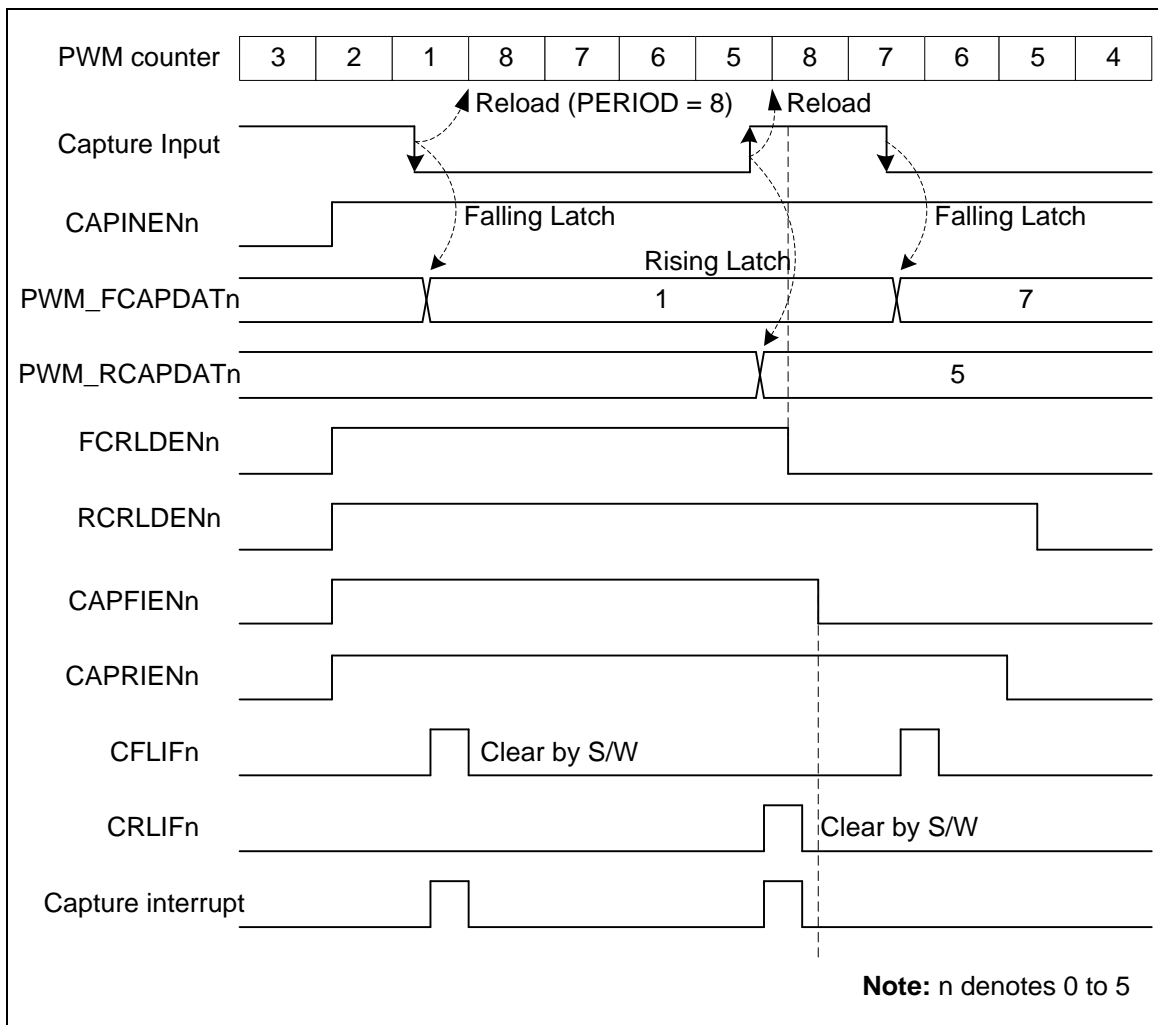 PWM counter 3 2 1 8 7 6 5 8 7 6 5 4
Reload (PERIOD = 8) Reload
Capture Input
CAPINENn Falling Latch Falling Latch
Rising Latch
PWM_FCAPDATn 1 7
PWM_RCAPDATn 5
FCRLDENn
RCRLDENn
CAPFIENn
CAPRIENn
CFLIFn Clear by S/W
CRLIFn Clear by S/W
Capture interrupt
Note: n denotes 0 to 5